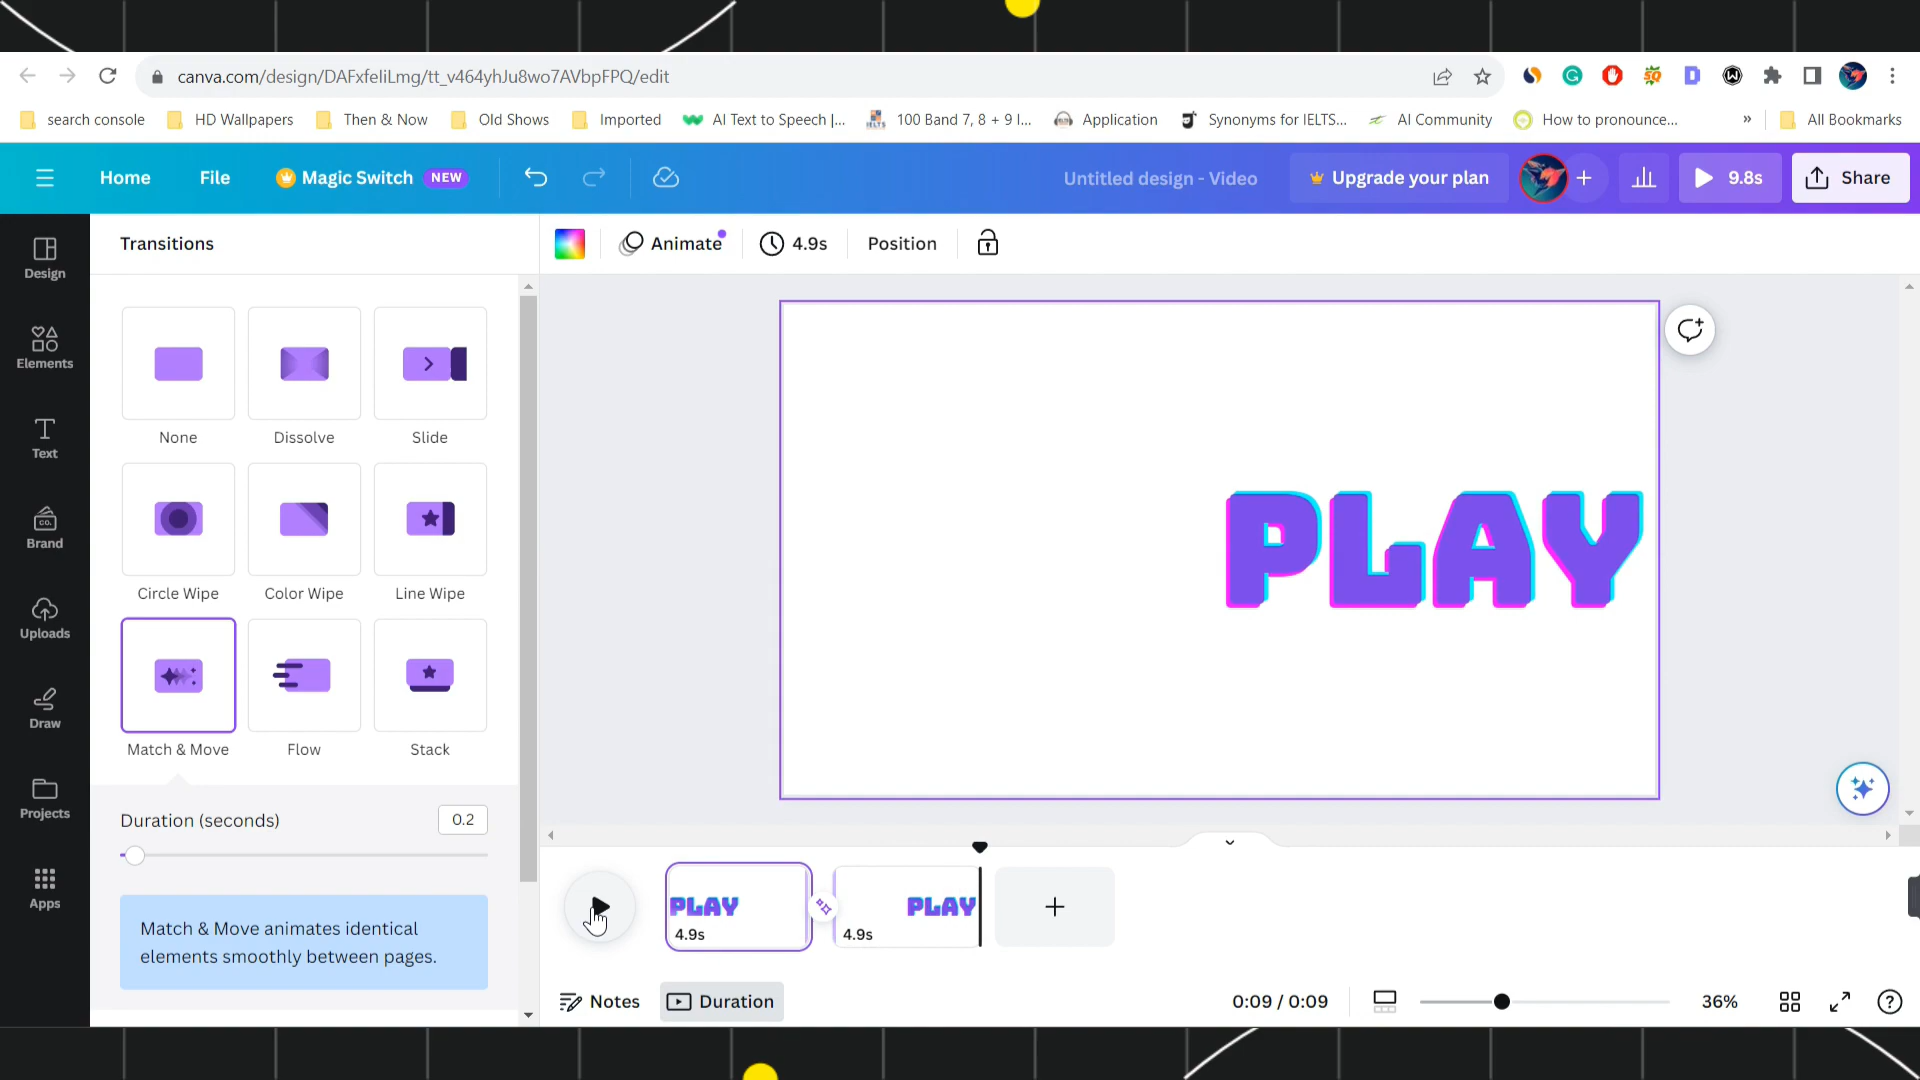 canva.com/design/DAFxfeIiLmg/tt_v464yhJu8wo7AVbpFPQ/edit
search console
HD Wallpapers
Then & Now
Old Shows
Imported
AI Text to Speech |...
100 Band 7, 8 + 9 I...
Application
Synonyms for IELTS...
AI Community
How to pronounce...
»
All Bookmarks
Home
File
Magic Switch NEW
Untitled design - Video
Upgrade your plan
9.8s
Share
Design
Elements
Text
Brand
Uploads
Draw
Projects
Apps
Transitions
None
Dissolve
Slide
Circle Wipe
Color Wipe
Line Wipe
Match & Move
Flow
Stack
Duration (seconds) 0.2
Match & Move animates identical
elements smoothly between pages.
Animate
4.9s
Position
PLAY
PLAY
4.9s
PLAY
4.9s
Notes
Duration
0:09 / 0:09
36%